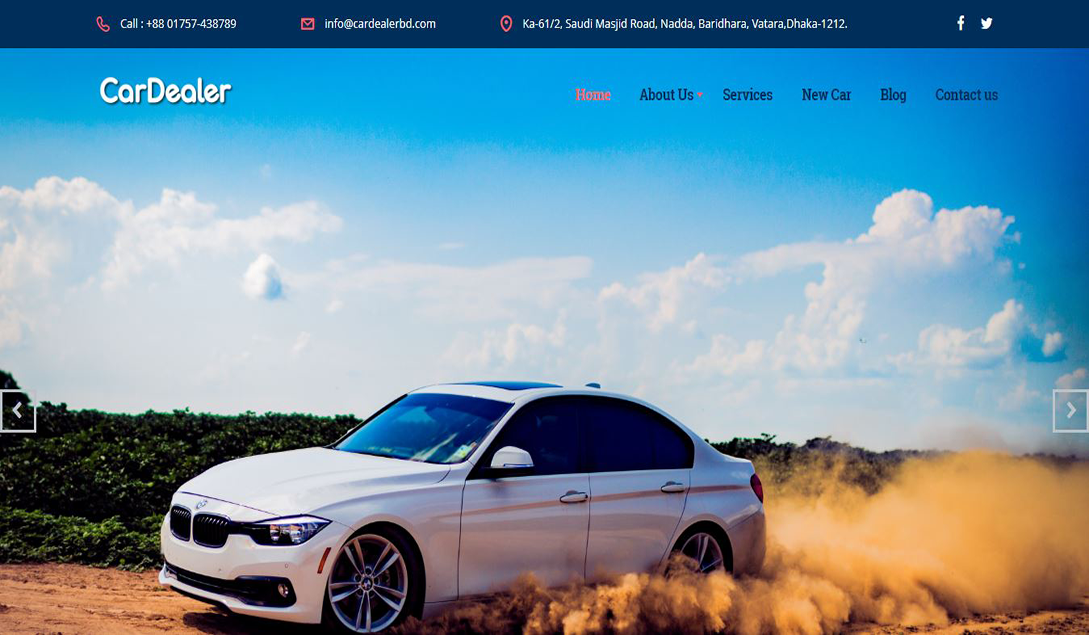 Call : +88 01757-438789
info@cardealerbd.com
Ka-61/2, Saudi Masjid Road, Nadda, Baridhara, Vatara,Dhaka-1212.
CarDealer
Home
About Us
Services
New Car
Blog
Contact us